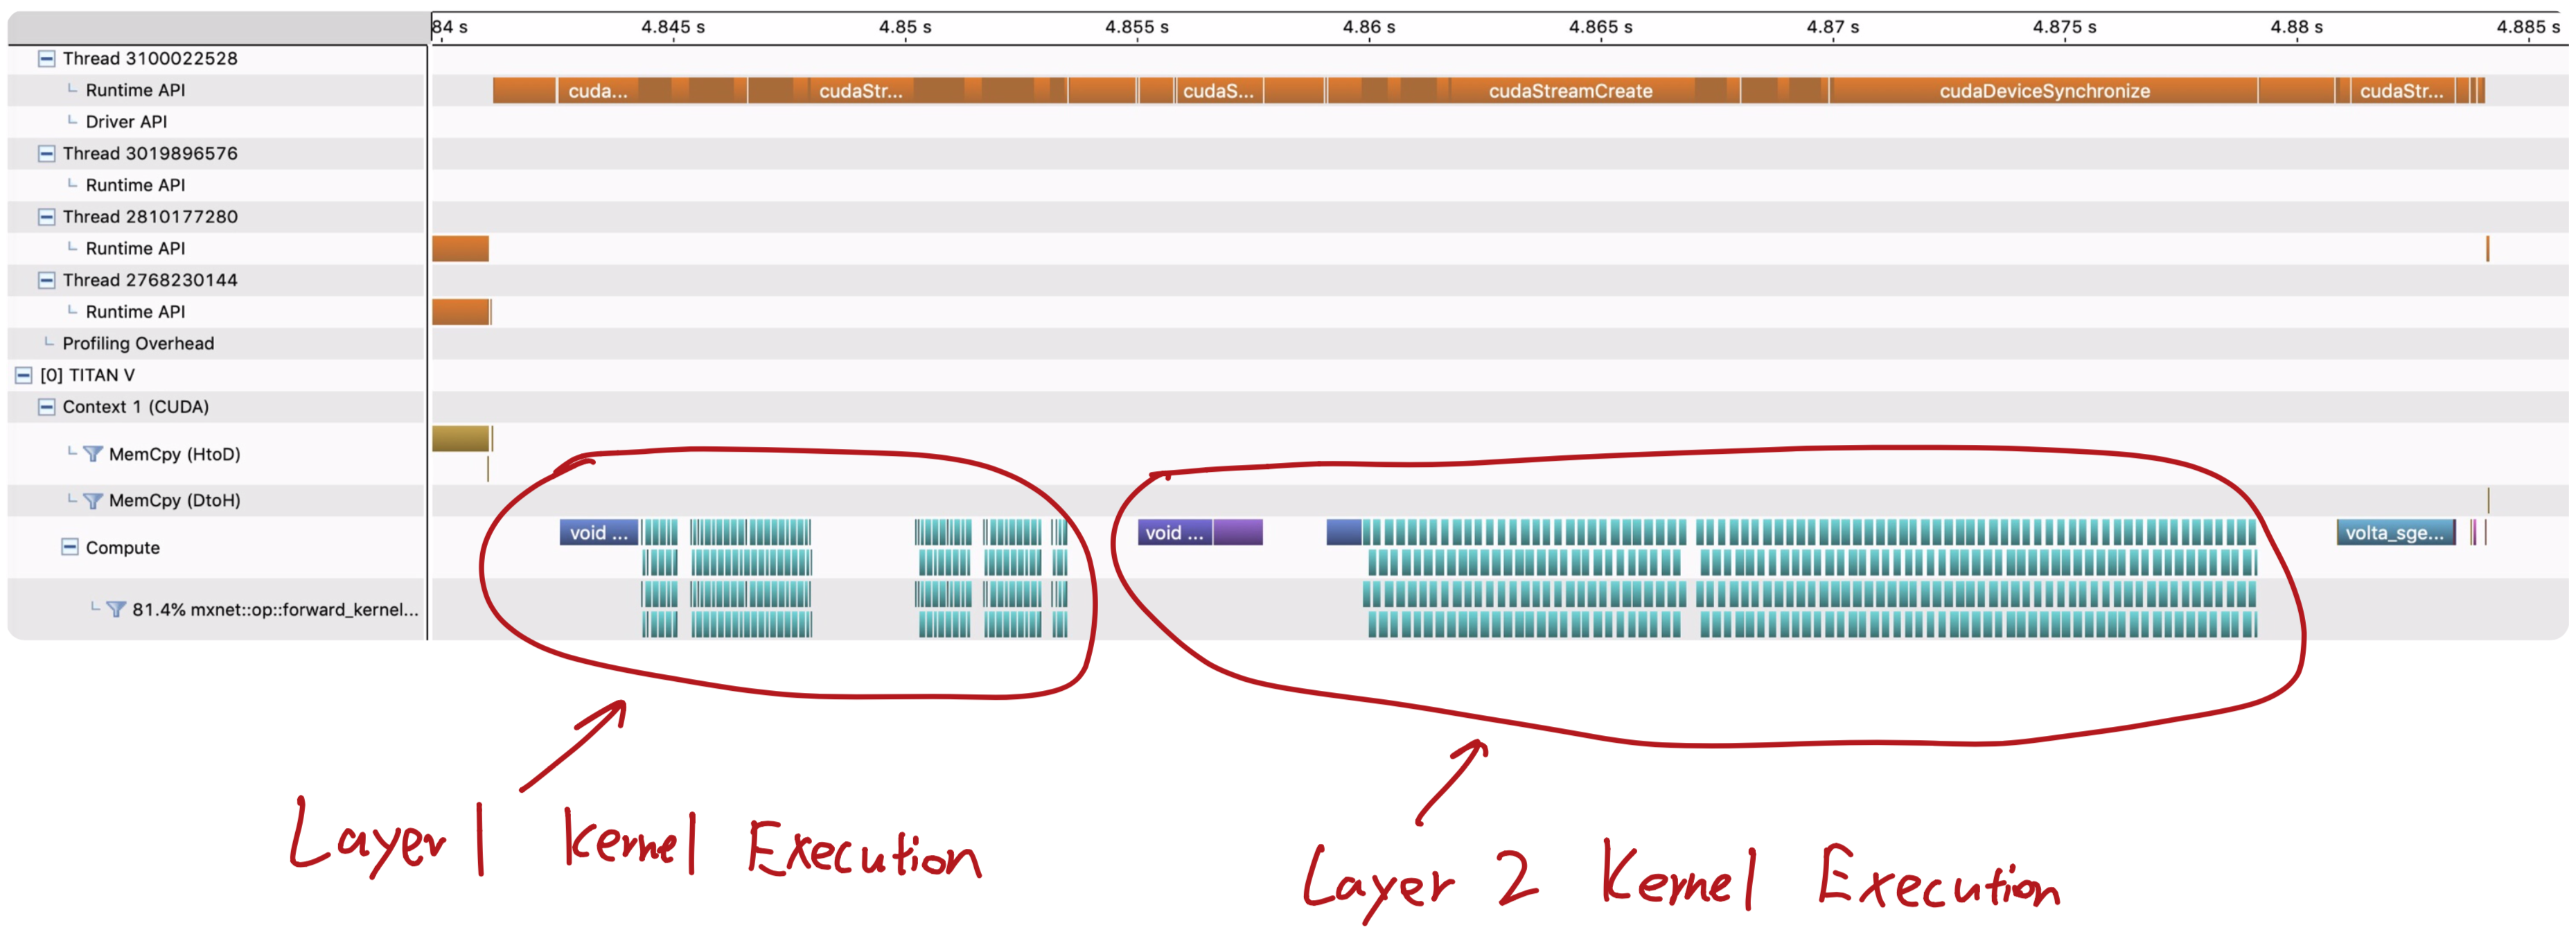 84 s 4.845 s 4.85 s 4.855 s 4.86 s 4.865 s 4.87 s 4.875 s 4.88 s 4.885 s
Thread 3100022528
Runtime API cuda... cudaStr... cudaS... cudaStreamCreate cudaDeviceSynchronize cudaStr...
Driver API
Thread 3019896576
Runtime API
Thread 2810177280
Runtime API
Thread 2768230144
Runtime API
Profiling Overhead
[0] TITAN V
Context 1 (CUDA)
MemCpy (HtoD)
MemCpy (DtoH)
void ... void ... volta_sge...
Compute
81.4% mxnet::op::forward_kernel...
Layer 1 Kernel Execution
Layer 2 Kernel Execution